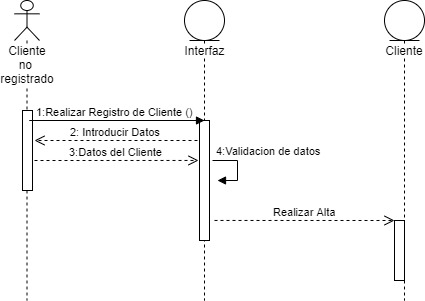 Cliente
no
registrado
Interfaz
Cliente
1:Realizar Registro de Cliente ()
2: Introducir Datos
3:Datos del Cliente
4:Validacion de datos
Realizar Alta